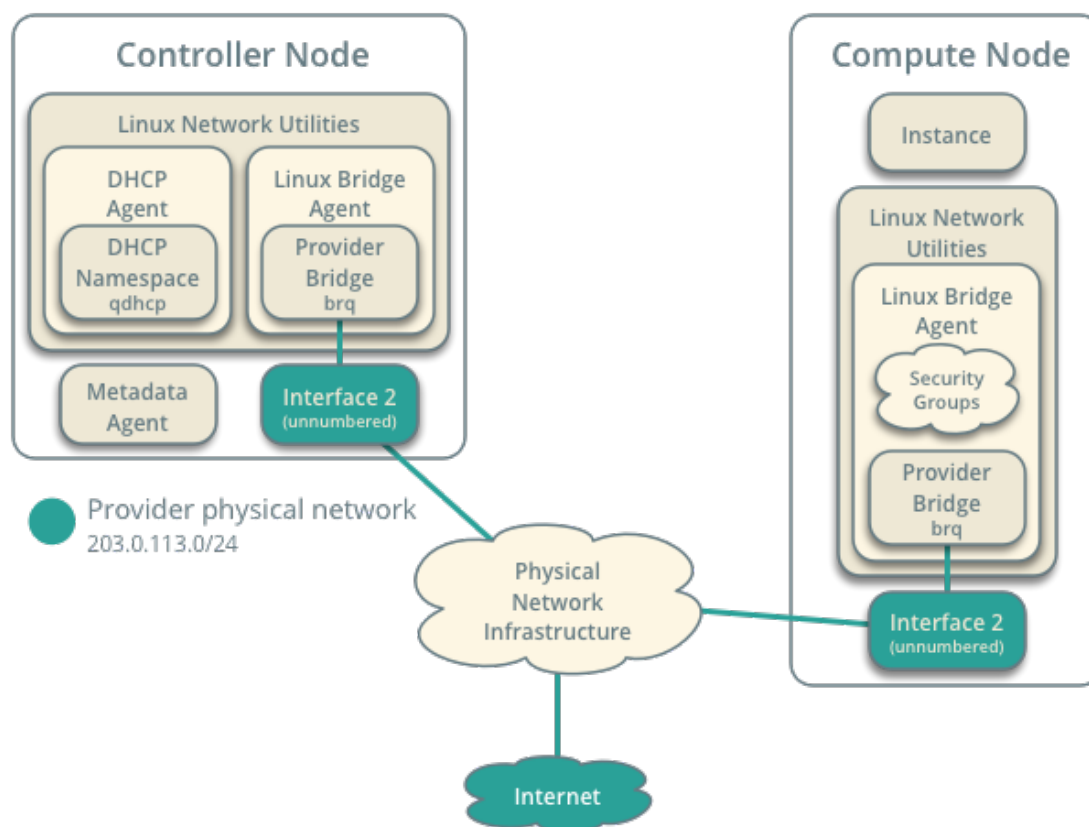 Controller Node
Linux Network Utilities
DHCP
Agent
DHCP
Namespace
qdhcp
Linux Bridge
Agent
Provider
Bridge
brq
Metadata
Agent
Interface 2
(unnumbered)
Provider physical network
203.0.113.0/24
Physical
Network
Infrastructure
Internet
Compute Node
Instance
Linux Network
Utilities
Linux Bridge
Agent
Security
Groups
Provider
Bridge
brq
Interface 2
(unnumbered)